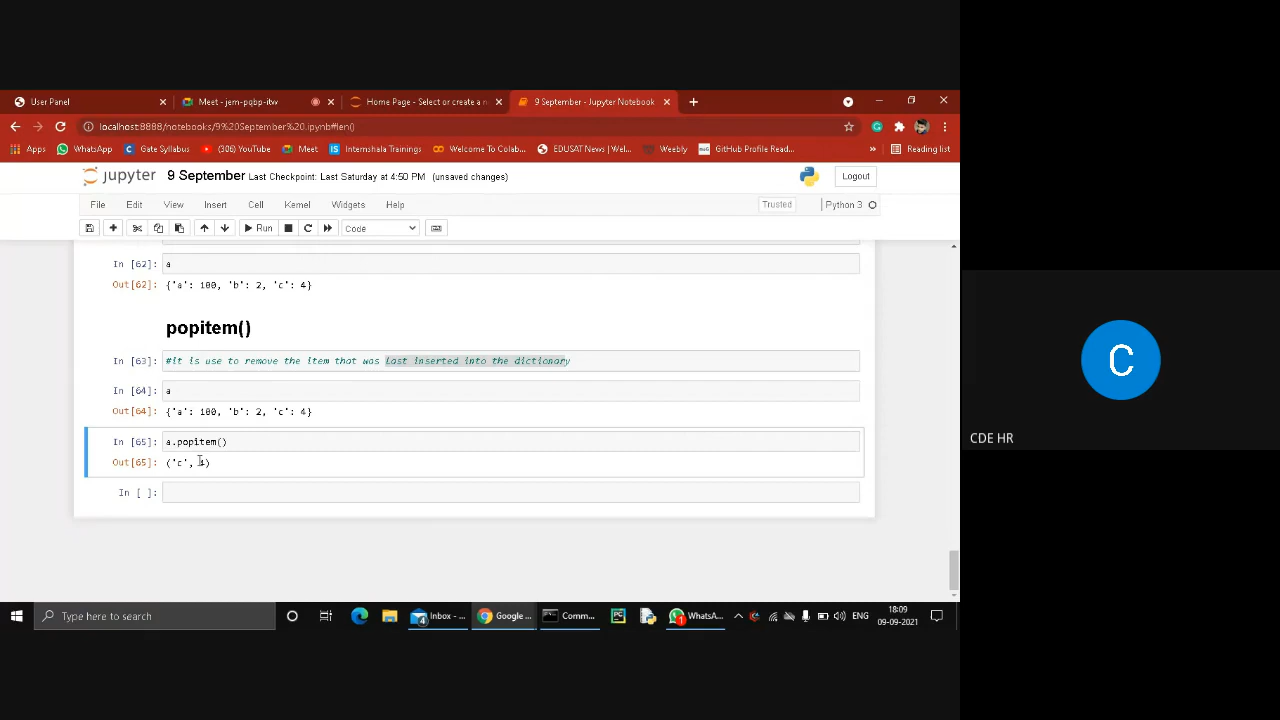 User Panel
Meet - jem-pqbp-itw
Home Page - Select or create a n
9 September - Jupyter Notebook
localhost:8888/notebooks/9%20September%20.ipynb#len()
Apps
WhatsApp
Gate Syllabus
(306) YouTube
Meet
IS
Internshala Trainings
Welcome To Colab...
EDUSAT News | Wel...
Weebly
GitHub Profile Read...
»
Reading list
jupyter
9 September Last Checkpoint: Last Saturday at 4:50 PM (unsaved changes)
Logout
File
Edit
View
Insert
Cell
Kernel
Widgets
Help
Trusted
Python 3
Run
Code
In [62]: a
Out[62]: {'a': 100, 'b': 2, 'c': 4}
popitem()
In [63]: #it is use to remove the item that was last inserted into the dictionary
In [64]: a
Out[64]: {'a': 100, 'b': 2, 'c': 4}
In [65]: a.popitem()
Out[65]: ('c', 4)
In [ ]:
C
CDE HR
Type here to search
4
Inbox - ...
Google ...
Comm...
PC
1
WhatsA...
ENG
18:09
09-09-2021